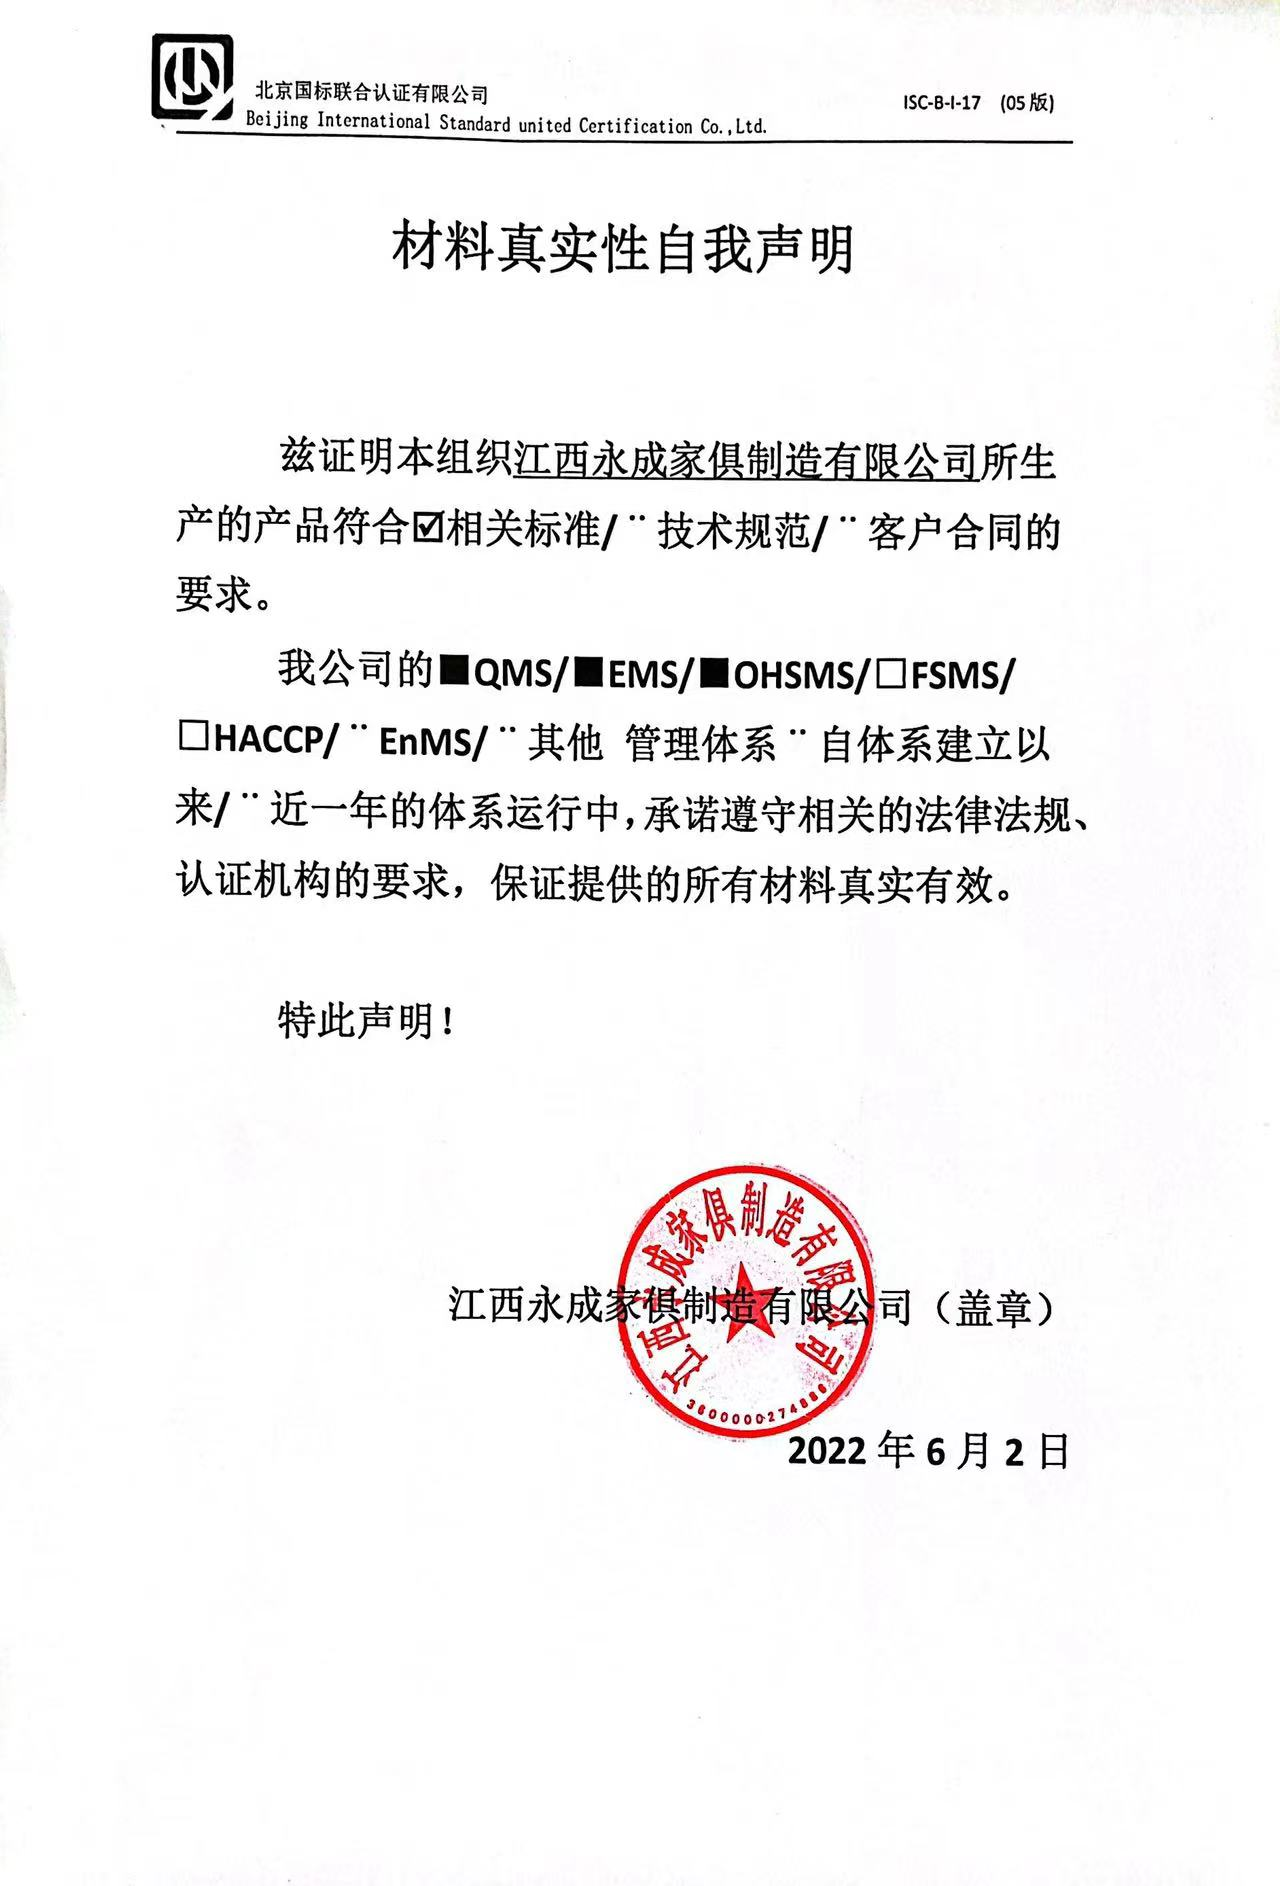 北京国标联合认证有限公司
Beijing International Standard united Certification Co.,Ltd.
ISC-B-I-17 (05版)
材料真实性自我声明
兹证明本组织江西永成家俱制造有限公司所生
产的产品符合☑相关标准/¨技术规范/¨客户合同的
要求。
我公司的■QMS/■EMS/■OHSMS/□FSMS/
□HACCP/¨EnMS/¨其他 管理体系¨自体系建立以
来/¨近一年的体系运行中,承诺遵守相关的法律法规、
认证机构的要求，保证提供的所有材料真实有效。
特此声明！
江西永成家俱制造有限公司
江西永成家俱制造有限公司（盖章）
3600000274886
2022年6月2日